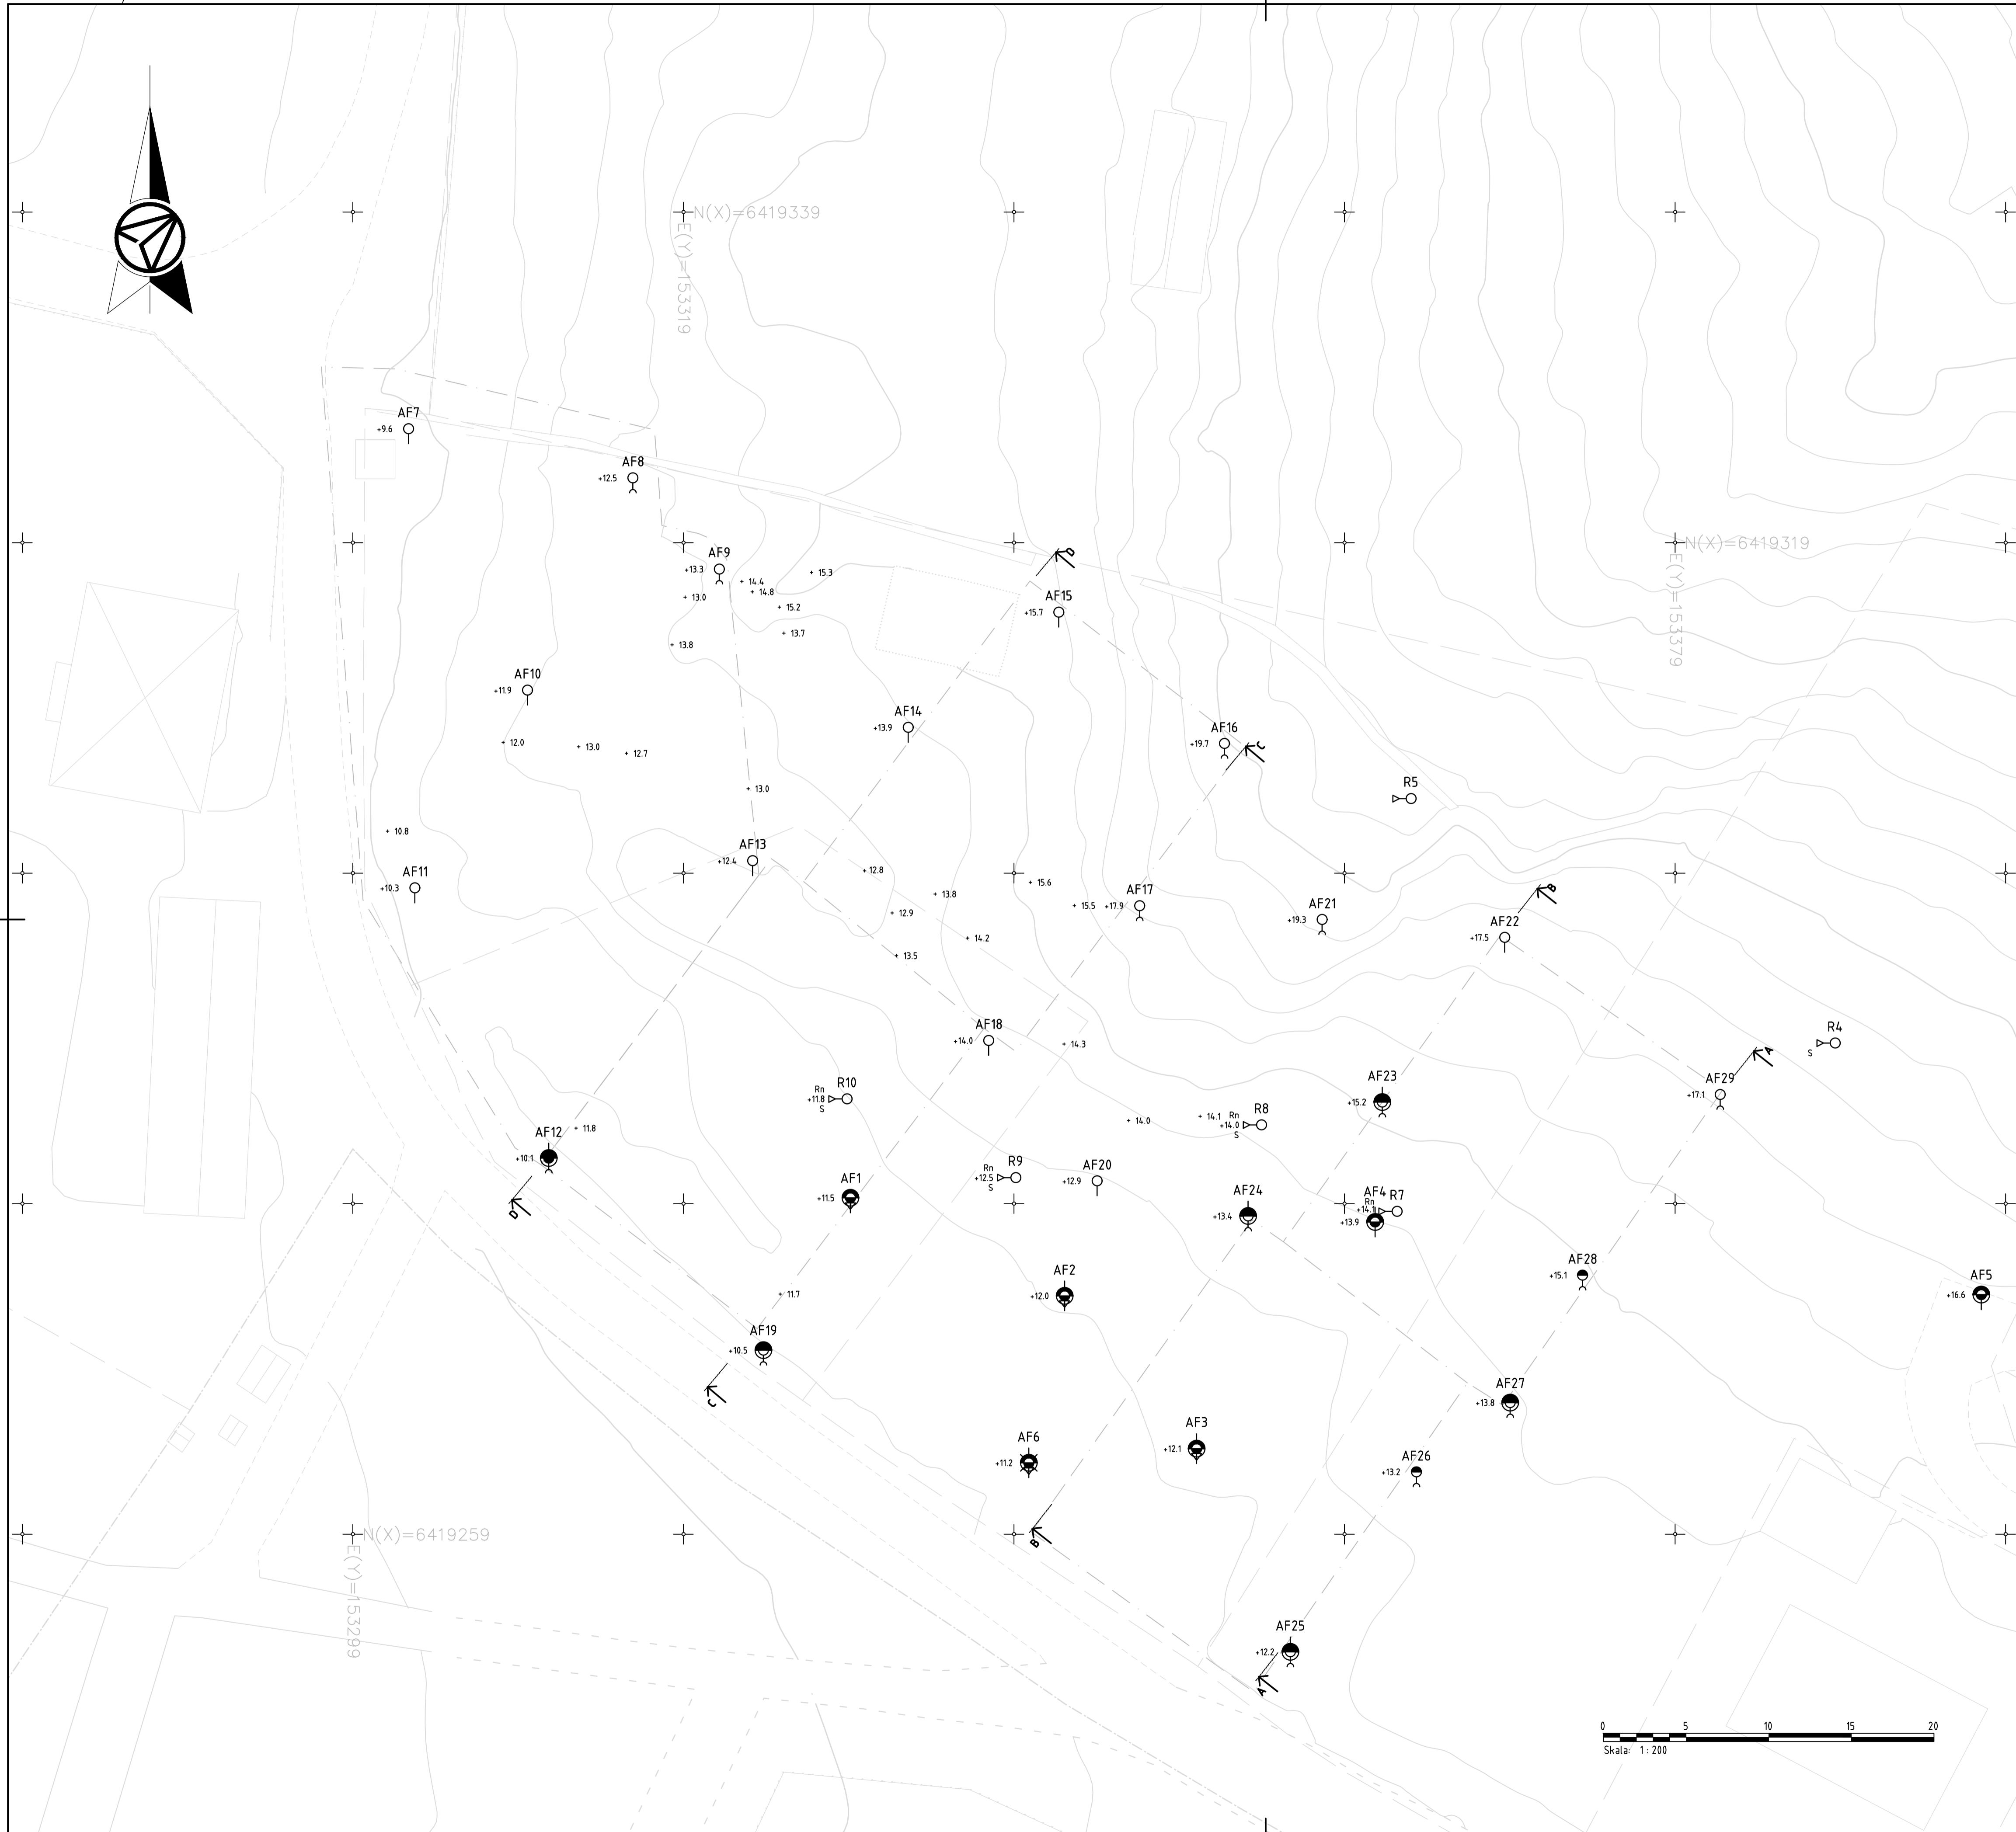 N(X)=6419339
E(Y)=153319
AF7
+9.6
AF8
+12.5
N(X)=6419319
E(Y)=153379
D
AF9
+13.3
+ 14.4
+ 15.3
+ 13.0
+ 14.8
+ 15.2
AF15
+15.7
+ 13.7
+ 13.8
AF10
+11.9
AF14
+13.9
AF16
+19.7
C
+ 12.0
+ 13.0
+ 12.7
R5
+ 13.0
+ 10.8
AF13
+12.4
AF11
+10.3
+ 12.8
+ 15.6
+ 13.8
AF17
+ 15.5
+17.9
AF21
+19.3
B
+ 12.9
AF22
+17.5
+ 14.2
+ 13.5
AF18
+14.0
+ 14.3
R4
S
A
R10
Rn
+11.8
S
AF23
+15.2
AF29
+17.1
R8
+ 14.0
+ 14.1
Rn
+14.0
S
AF12
+ 11.8
+10.1
R9
Rn
+12.5
S
AF20
+12.9
AF1
+11.5
D
AF24
+13.4
AF4
R7
Rn
+14.1
+13.9
AF2
+12.0
AF28
+15.1
AF5
+16.6
+ 11.7
AF19
+10.5
C
AF27
+13.8
AF6
+11.2
AF3
+12.1
AF26
+13.2
B
N(X)=6419259
E(Y)=153299
AF25
+12.2
A
0 5 10 15 20
Skala: 1 : 200